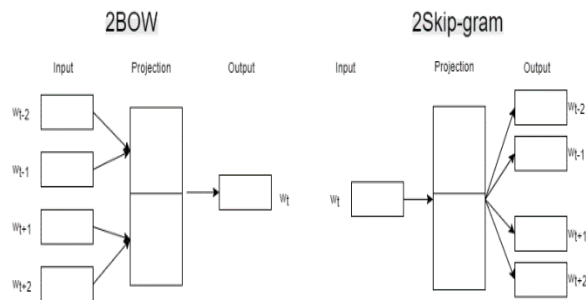 2BOW
Input Projection Output
Wt-2
Wt-1
Wt
Wt+1
Wt+2
2Skip-gram
Input Projection Output
Wt-2
Wt-1
Wt
Wt+1
Wt+2